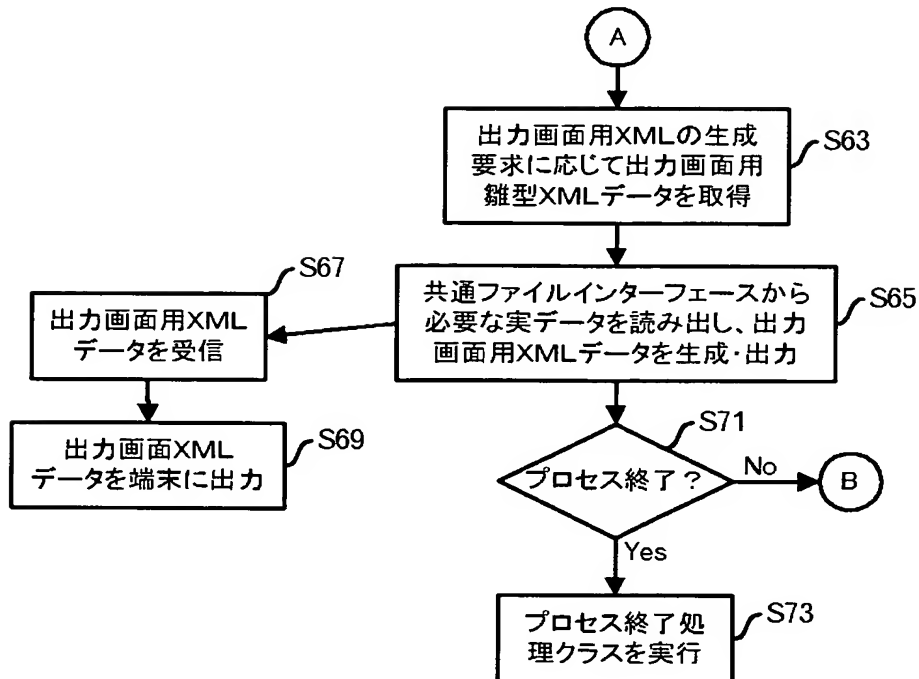 A
出力画面用XMLの生成
要求に応じて出力画面用
雛型XMLデータを取得
S63
共通ファイルインターフェースから
必要な実データを読み出し、出力
画面用XMLデータを生成・出力
S65
出力画面用XML
データを受信
S67
出力画面XML
データを端末に出力
S69
プロセス終了?
S71
No
B
Yes
プロセス終了処
理クラスを実行
S73